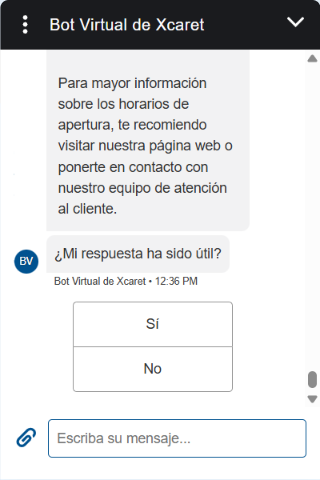 Bot Virtual de Xcaret
Para mayor información
sobre los horarios de
apertura, te recomiendo
visitar nuestra página web o
ponerte en contacto con
nuestro equipo de atención
al cliente.
¿Mi respuesta ha sido útil?
BV
Bot Virtual de Xcaret • 12:36 PM
Sí
No
Escriba su mensaje...